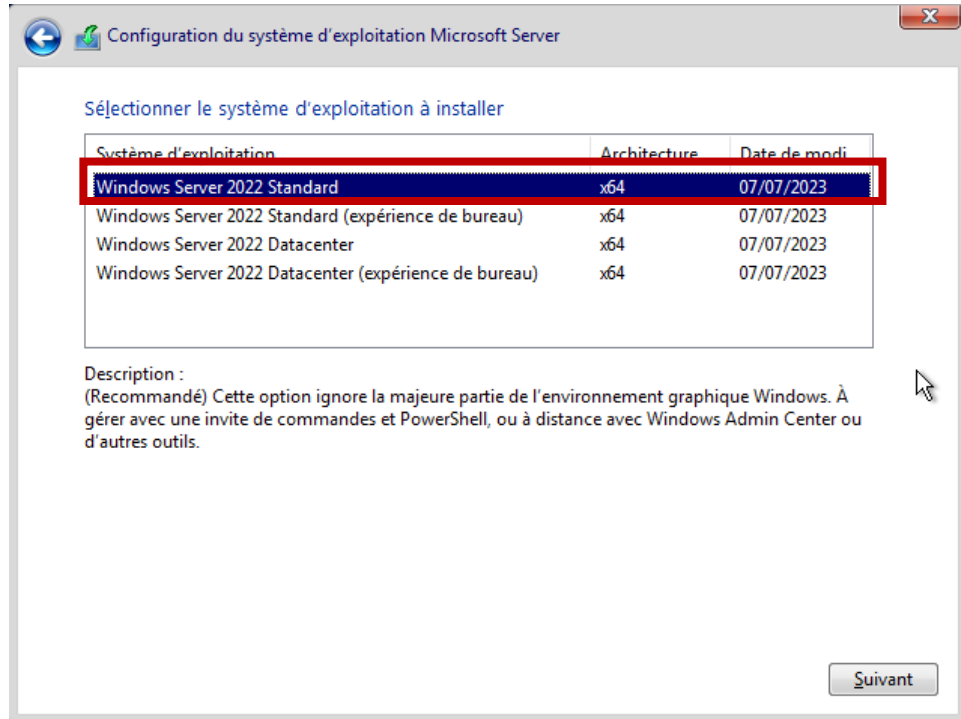 Configuration du système d'exploitation Microsoft Server
Sélectionner le système d'exploitation à installer
Système d'exploitation Architecture Date de modi
Windows Server 2022 Standard x64 07/07/2023
Windows Server 2022 Standard (expérience de bureau) x64 07/07/2023
Windows Server 2022 Datacenter x64 07/07/2023
Windows Server 2022 Datacenter (expérience de bureau) x64 07/07/2023
Description :
(Recommandé) Cette option ignore la majeure partie de l'environnement graphique Windows. À
gérer avec une invite de commandes et PowerShell, ou à distance avec Windows Admin Center ou
d'autres outils.
Suivant